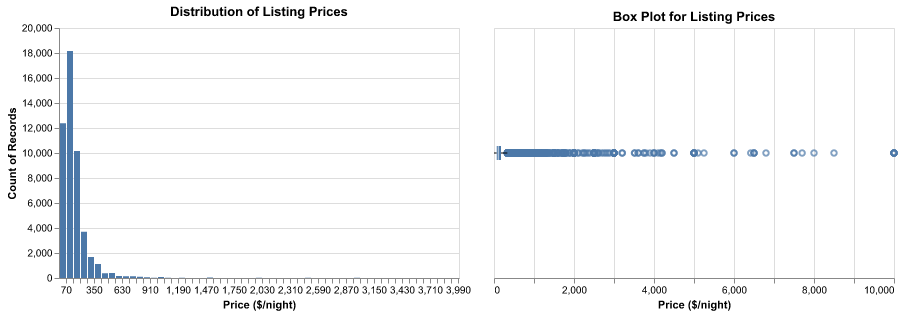 Distribution of Listing Prices
20,000
18,000
16,000
14,000
12,000
10,000
8,000
6,000
4,000
2,000
0
Count of Records
70 350 630 910 1,190 1,470 1,750 2,030 2,310 2,590 2,870 3,150 3,430 3,710 3,990
Price ($/night)
Box Plot for Listing Prices
0 2,000 4,000 6,000 8,000 10,000
Price ($/night)